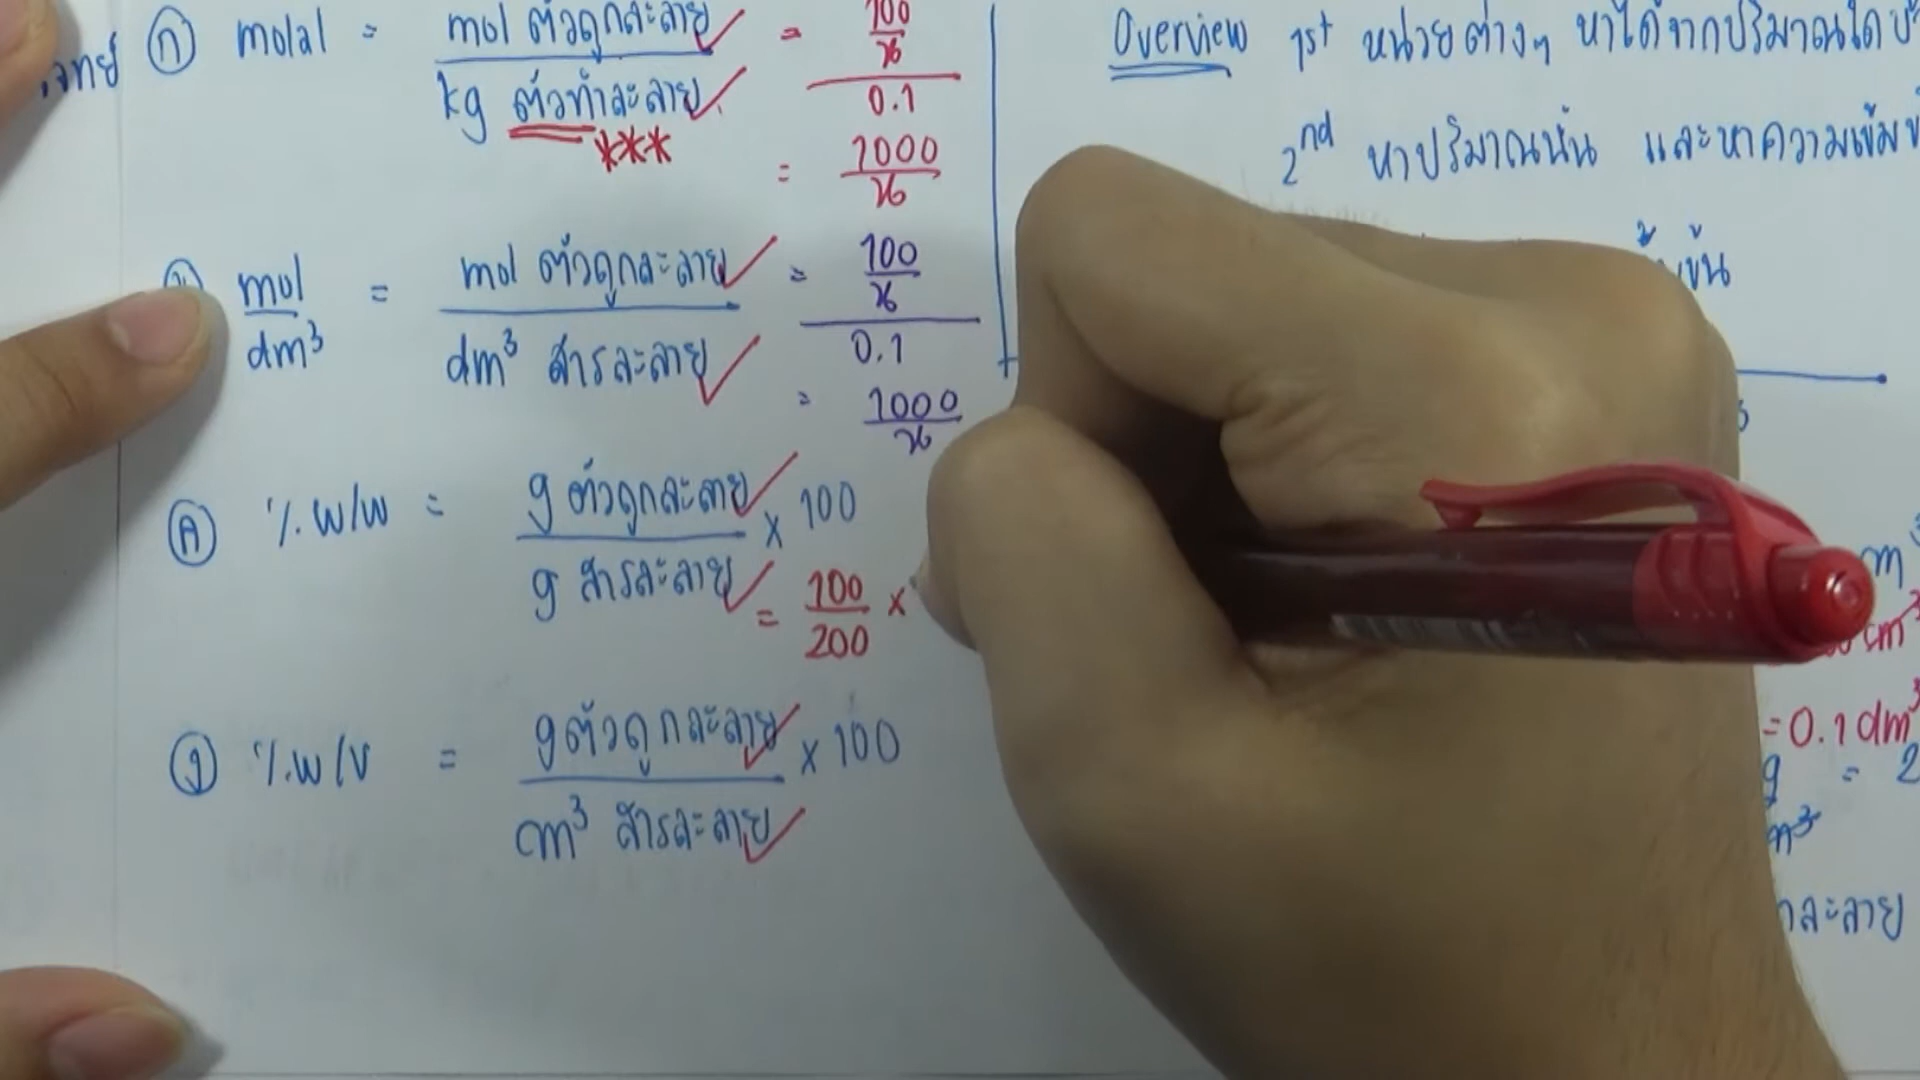 ก molal = mol ตัวถูกละลาย / kg ตัวทำละลาย = 100/x / 0.1
***
= 1000/x
mol/dm³ = mol ตัวถูกละลาย / dm³ สารละลาย = 100/x / 0.1
= 1000/x
ค %w/w = g ตัวถูกละลาย / g สารละลาย x 100
= 100/200 x
ง %w/v = g ตัวถูกละลาย / cm³ สารละลาย x 100
Overview 1st หน่วยต่างๆ หาได้จากปริมาณใด
2nd หาปริมาณนั้น และหาความเข้ม
cm³
= 0.1 dm³
g = 2
ละลาย